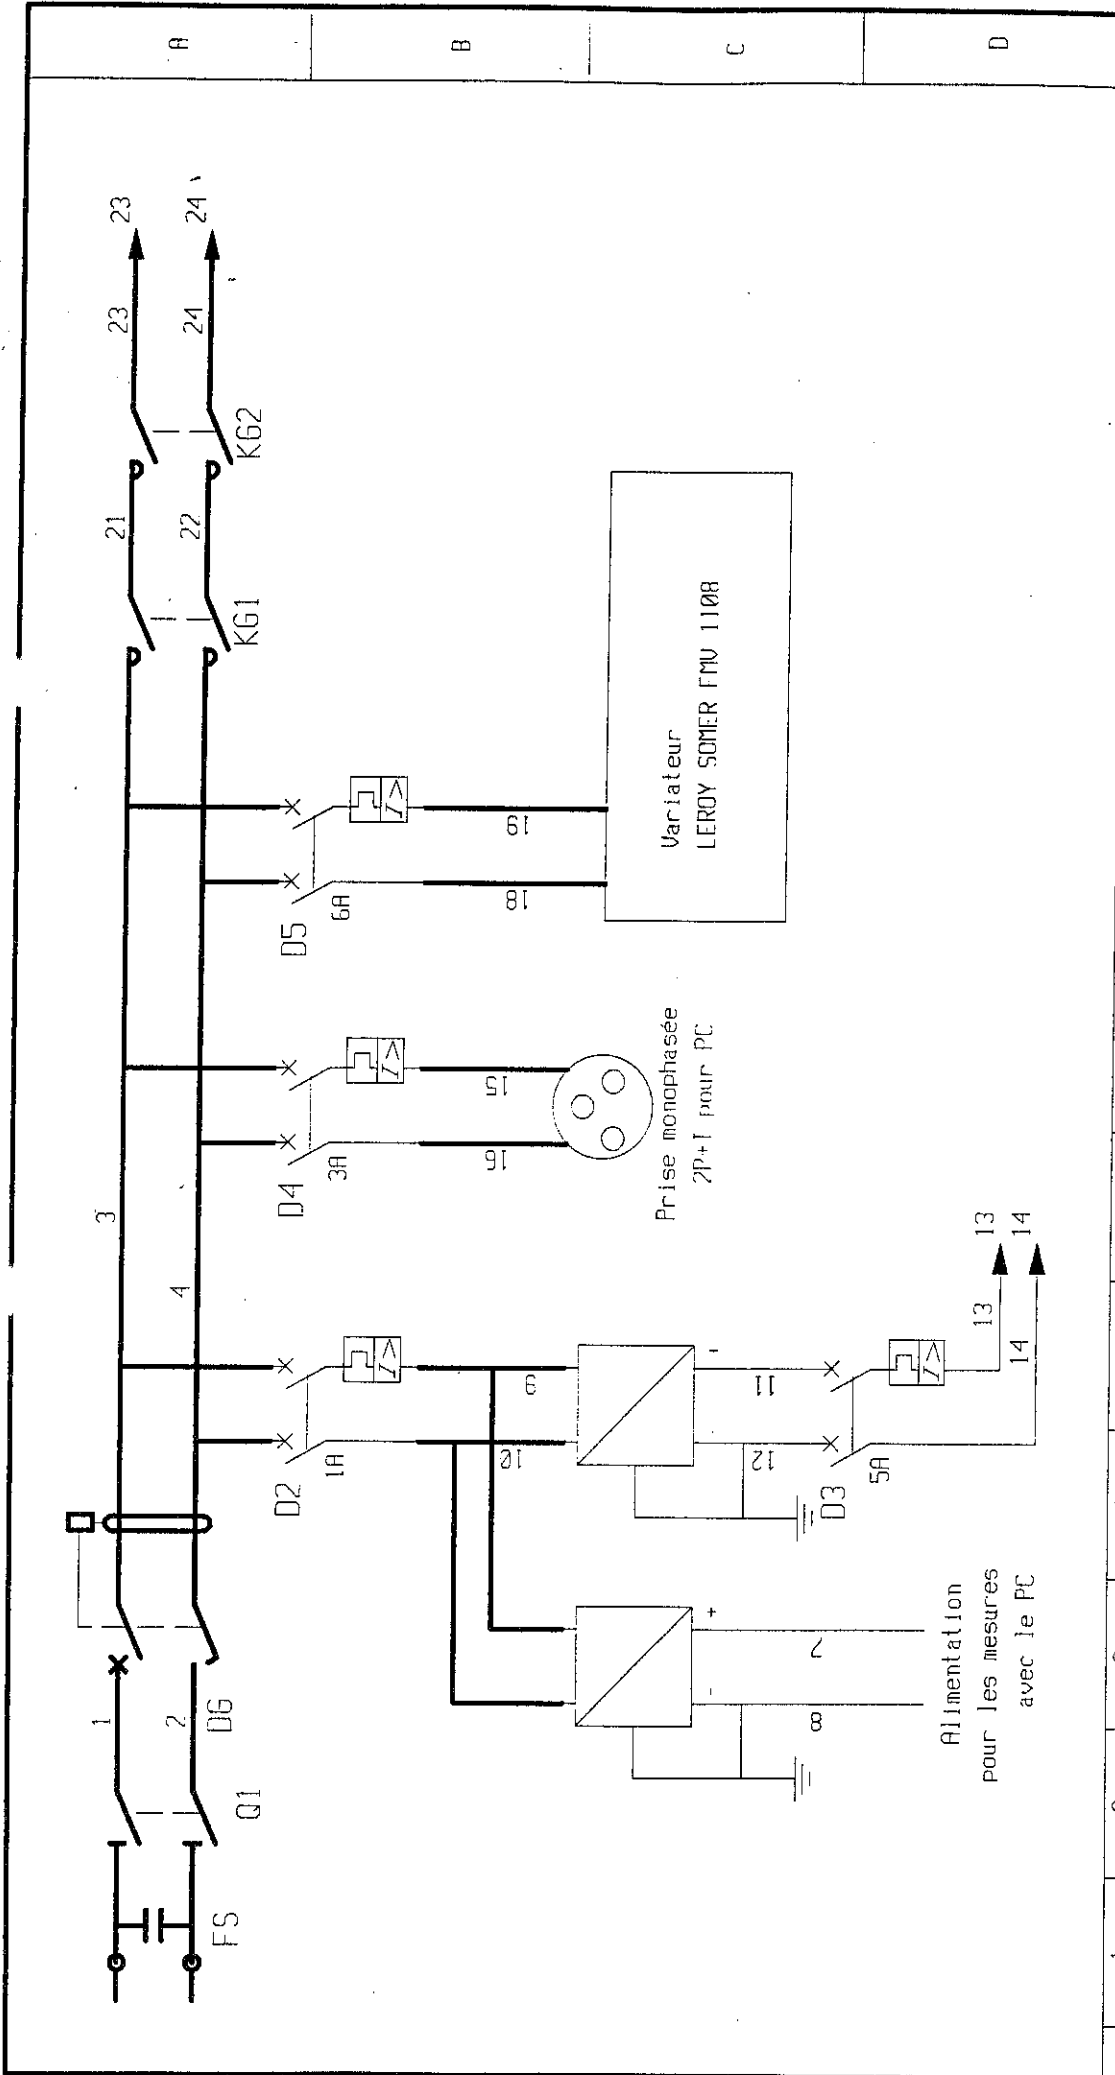 A
B
C
D
FS
Q1
1
2
DG
3
4
KG1
21
22
KG2
23
24
23
24
D2
1A
D4
3A
D5
6A
9
10
15
16
19
18
Variateur
LEROY SOMER FMV 1108
Prise monophasée
2P+T pour PC
+
-
7
8
-
11
12
D3
5A
13
14
13
14
Alimentation
pour les mesures
avec le PC